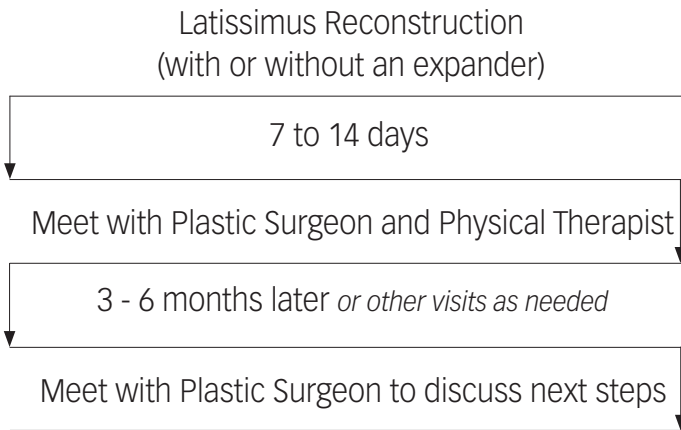 Latissimus Reconstruction
(with or without an expander)
7 to 14 days
Meet with Plastic Surgeon and Physical Therapist
3 - 6 months later or other visits as needed
Meet with Plastic Surgeon to discuss next steps